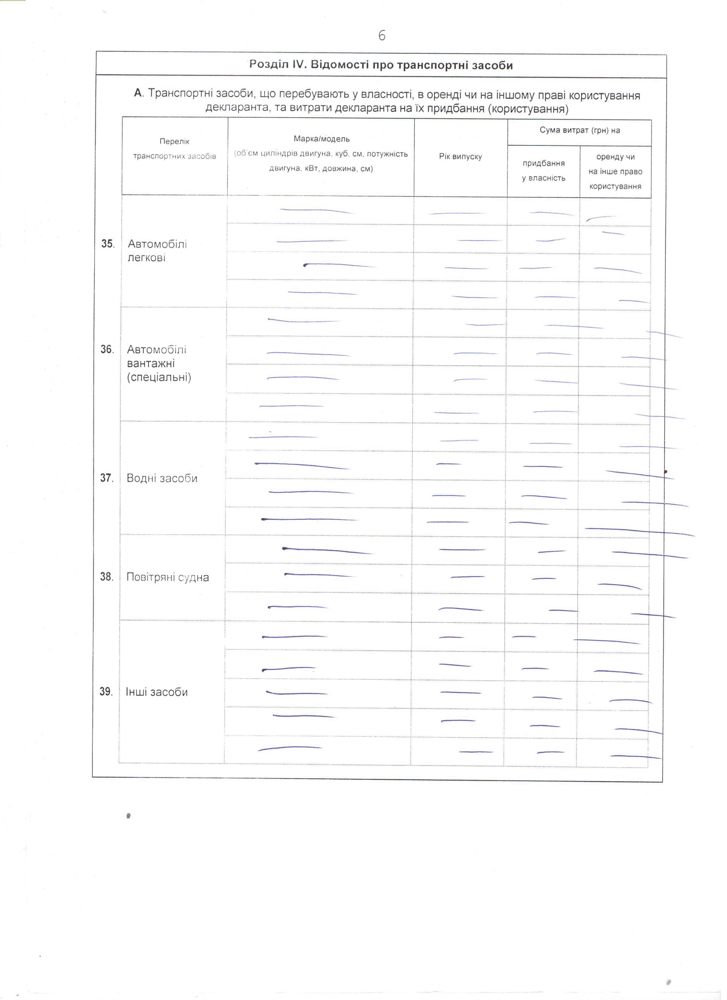 6
Розділ IV. Відомості про транспортні засоби
А. Транспортні засоби, що перебувають у власності, в оренді чи на іншому праві користування
декларанта, та витрати декларанта на їх придбання (користування)
Перелік
транспортних засобів
Марка/модель
(об'єм циліндрів двигуна, куб. см, потужність
двигуна, кВт, довжина, см)
Рік випуску
Сума витрат (грн) на
придбання
у власність
оренду чи
на інше право
користування
35. Автомобілі
легкові
— — — —
— — — —
— — — —
— — — —
36. Автомобілі
вантажні
(спеціальні)
— — — —
— — — —
— — — —
— — — —
37. Водні засоби
— — — —
— — — —
— — — —
— — — —
38. Повітряні судна
— — — —
— — — —
— — — —
39. Інші засоби
— — — —
— — — —
— — — —
— — — —
— — — —